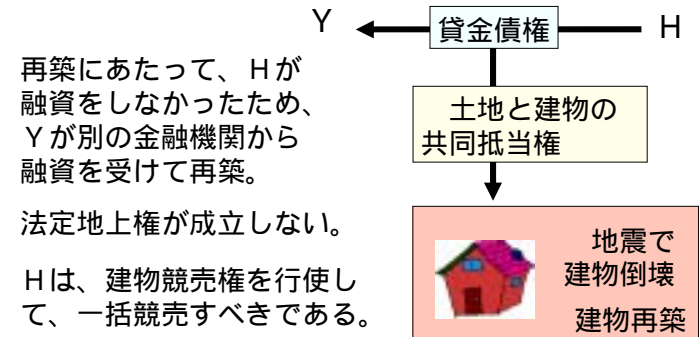 Y 貸金債権 H
再築にあたって、Hが
融資をしなかったため、
Yが別の金融機関から
融資を受けて再築。
法定地上権が成立しない。
Hは、建物競売権を行使し
て、一括競売すべきである。
土地と建物の
共同抵当権
地震で
建物倒壊
建物再築